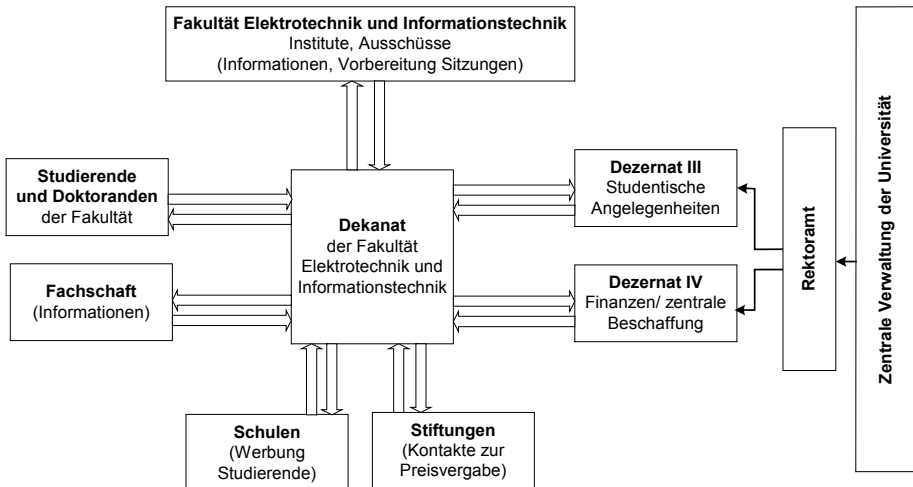 Fakultät Elektrotechnik und Informationstechnik
Institute, Ausschüsse
(Informationen, Vorbereitung Sitzungen)
Studierende
und Doktoranden
der Fakultät
Fachschaft
(Informationen)
Dekanat
der Fakultät
Elektrotechnik und
Informationstechnik
Dezernat III
Studentische
Angelegenheiten
Dezernat IV
Finanzen/ zentrale
Beschaffung
Rektoramt
Zentrale Verwaltung der Universität
Schulen
(Werbung
Studierende)
Stiftungen
(Kontakte zur
Preisvergabe)